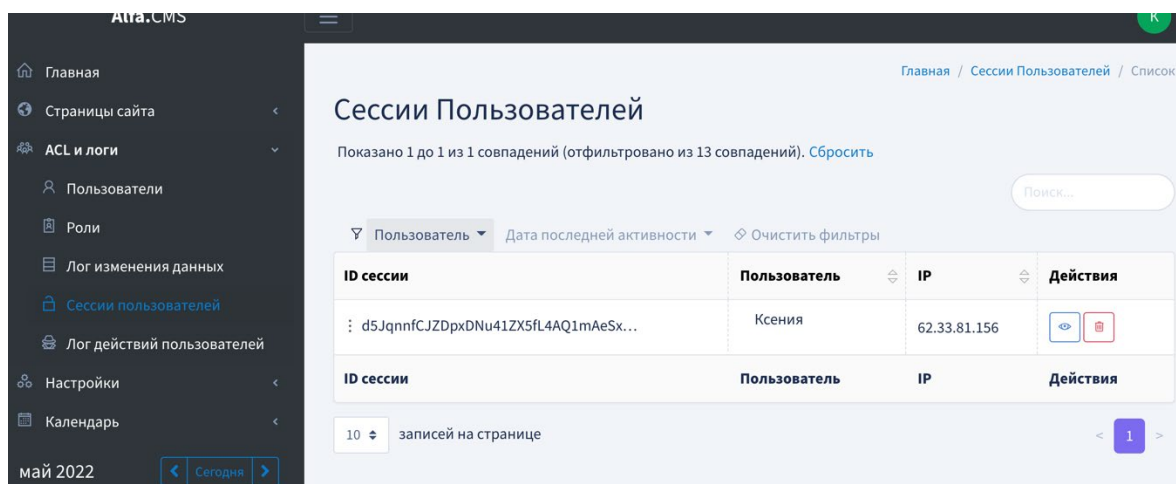 Alfa.CMS
К
Главная
Страницы сайта
ACL и логи
Пользователи
Роли
Лог изменения данных
Сессии пользователей
Лог действий пользователей
Настройки
Календарь
май 2022
Сегодня
Главная / Сессии Пользователей / Список
Сессии Пользователей
Показано 1 до 1 из 1 совпадений (отфильтровано из 13 совпадений). Сбросить
Поиск...
Пользователь Дата последней активности Очистить фильтры
ID сессии Пользователь IP Действия
d5JqnnfCJZDpxDNu41ZX5fL4AQ1mAeSx... Ксения 62.33.81.156
ID сессии Пользователь IP Действия
10 записей на странице
< 1 >